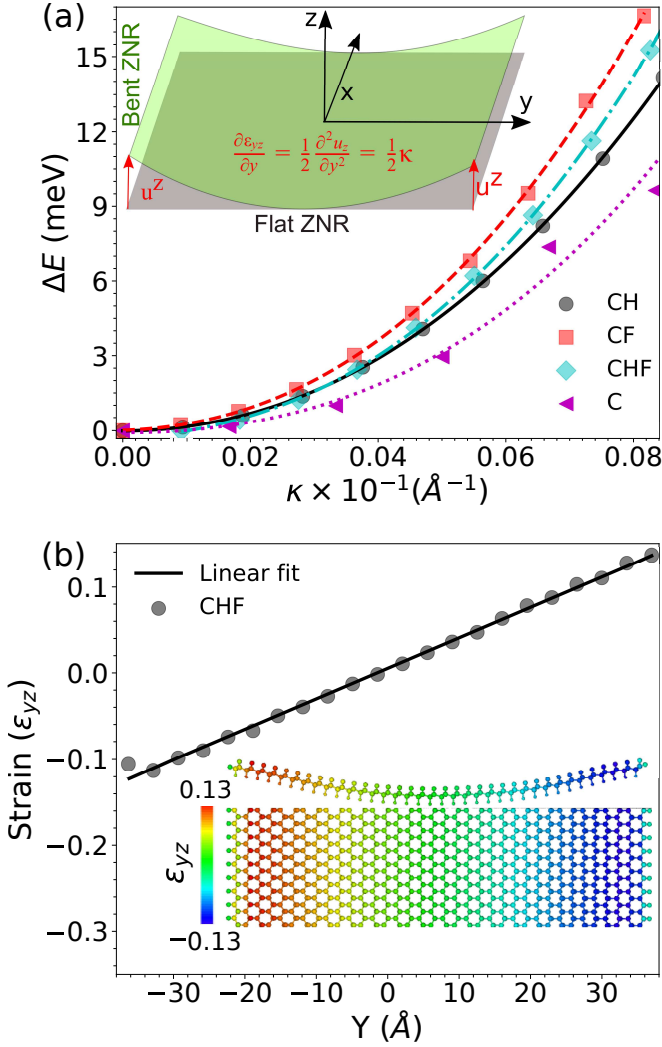 (a)
16
z
Bent ZNR
x
y
∂ε_yz/∂y = 1/2 ∂²u_z/∂y² = 1/2 κ
u^z
u^z
Flat ZNR
15
12
9
6
3
0
ΔE (meV)
CH
CF
CHF
C
0.00
0.02
0.04
0.06
0.08
κ × 10⁻¹(Å⁻¹)
(b)
Linear fit
CHF
0.1
0.0
−0.1
−0.2
−0.3
Strain (ε_yz)
0.13
ε_yz
−0.13
−30
−20
−10
0
10
20
30
Y (Å)